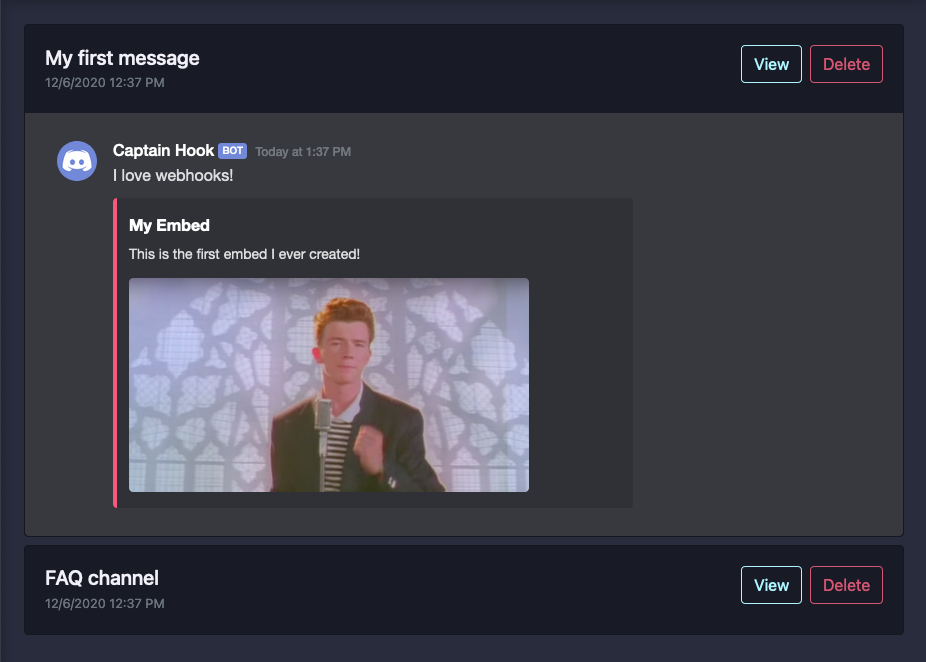 My first message
12/6/2020 12:37 PM
View
Delete
Captain Hook BOT Today at 1:37 PM
I love webhooks!
My Embed
This is the first embed I ever created!
FAQ channel
12/6/2020 12:37 PM
View
Delete